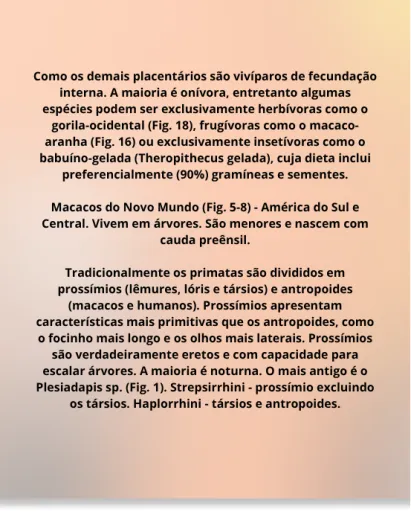 Como os demais placentários são vivíparos de fecundação
interna. A maioria é onívora, entretanto algumas
espécies podem ser exclusivamente herbívoras como o
gorila-ocidental (Fig. 18), frugívoras como o macaco-
aranha (Fig. 16) ou exclusivamente insetívoras como o
babuíno-gelada (Theropithecus gelada), cuja dieta inclui
preferencialmente (90%) gramíneas e sementes.
Macacos do Novo Mundo (Fig. 5-8) - América do Sul e
Central. Vivem em árvores. São menores e nascem com
cauda preênsil.
Tradicionalmente os primatas são divididos em
prossímios (lêmures, lóris e társios) e antropoides
(macacos e humanos). Prossímios apresentam
características mais primitivas que os antropoides, como
o focinho mais longo e os olhos mais laterais. Prossímios
são verdadeiramente eretos e com capacidade para
escalar árvores. A maioria é noturna. O mais antigo é o
Plesiadapis sp. (Fig. 1). Strepsirrhini - prossímio excluindo
os társios. Haplorrhini - társios e antropoides.